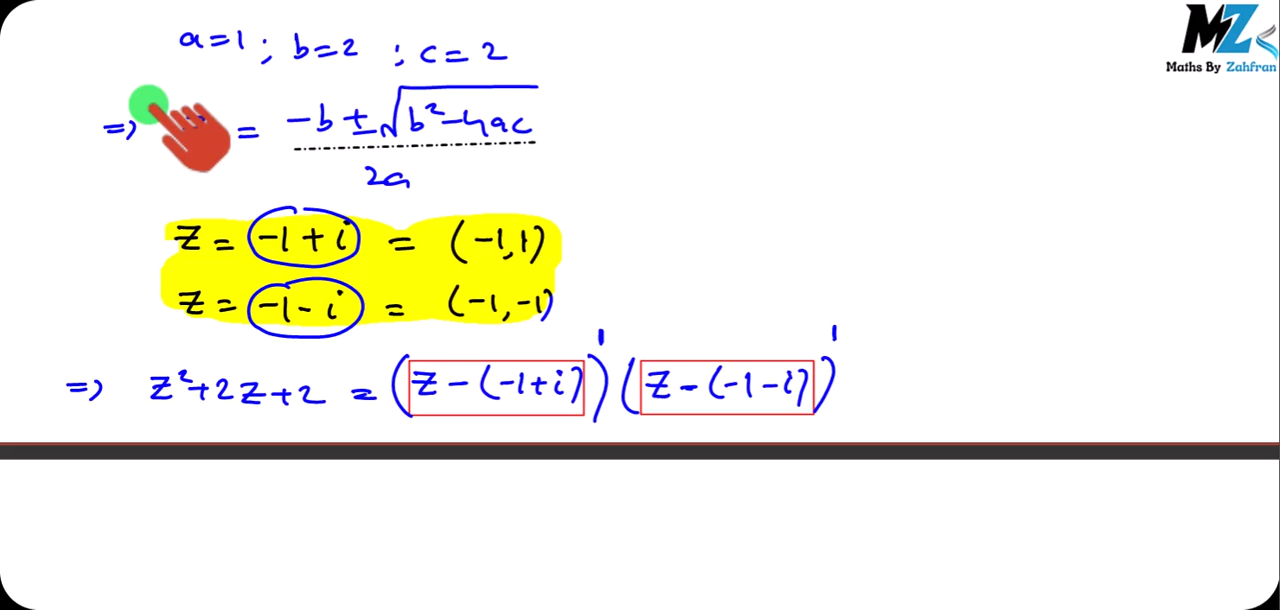 a=1 ; b=2 ; c=2
MZ
Maths By Zahfran
=> = -b ± √(b²-4ac) / 2a
z = -1 + i = (-1,1)
z = -1 - i = (-1,-1)
=> z²+2z+2 = (z-(-1+i))¹ (z-(-1-i))¹